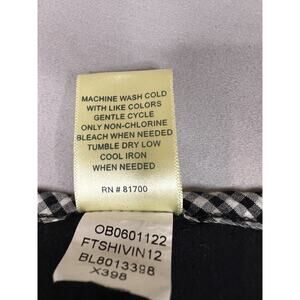 MACHINE WASH COLD
WITH LIKE COLORS
GENTLE CYCLE
ONLY NON-CHLORINE
BLEACH WHEN NEEDED
TUMBLE DRY LOW
COOL IRON
WHEN NEEDED
RN # 81700
OB0601122
FTSHIVIN12
BL8013398
X398